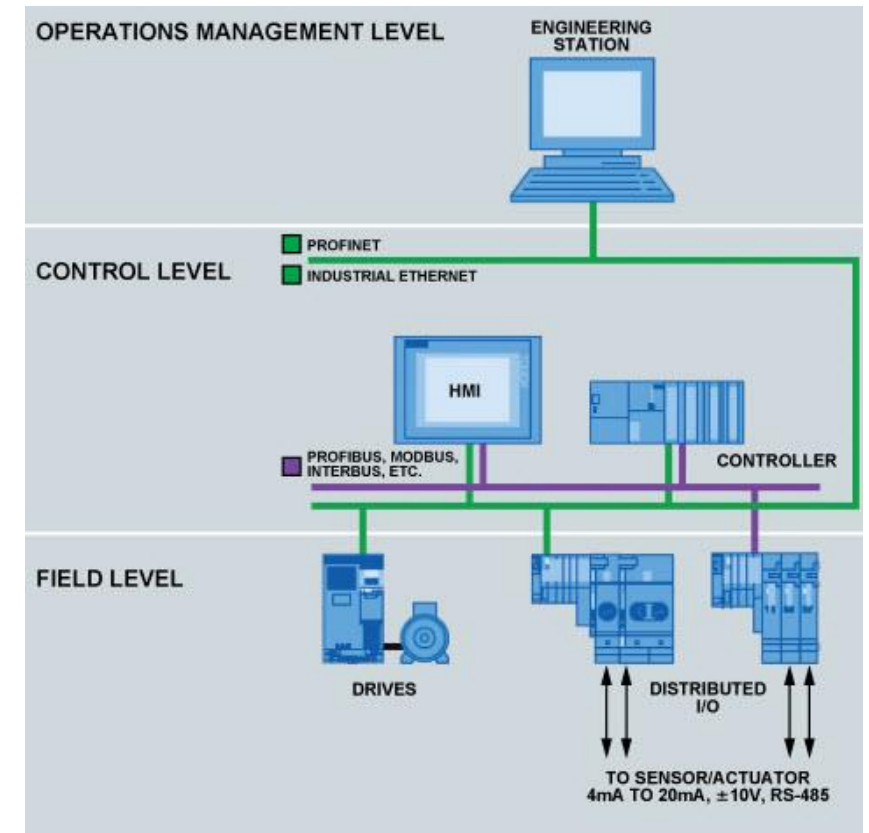 OPERATIONS MANAGEMENT LEVEL
ENGINEERING
STATION
PROFINET
CONTROL LEVEL
INDUSTRIAL ETHERNET
HMI
PROFIBUS, MODBUS,
INTERBUS, ETC.
CONTROLLER
FIELD LEVEL
DRIVES
DISTRIBUTED
I/O
TO SENSOR/ACTUATOR
4mA TO 20mA, ±10V, RS-485